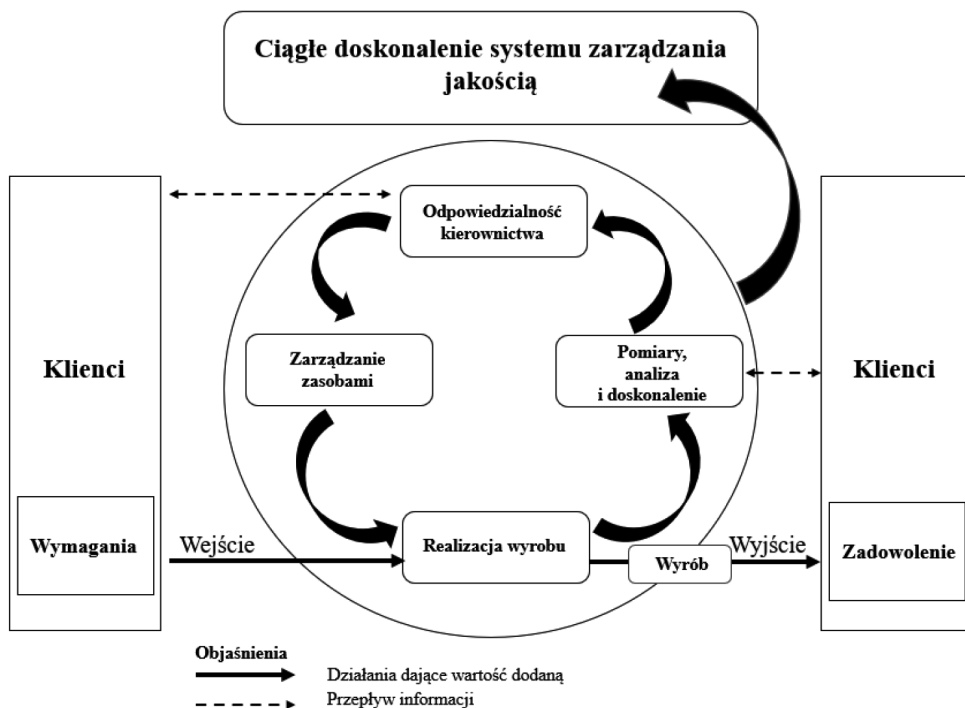 Ciągłe doskonalenie systemu zarządzania
jakością
Odpowiedzialność
kierownictwa
Klienci
Zarządzanie
zasobami
Pomiary,
analiza
i doskonalenie
Klienci
Wymagania
Wejście
Realizacja wyrobu
Wyrób
Wyjście
Zadowolenie
Objaśnienia
Działania dające wartość dodaną
Przepływ informacji